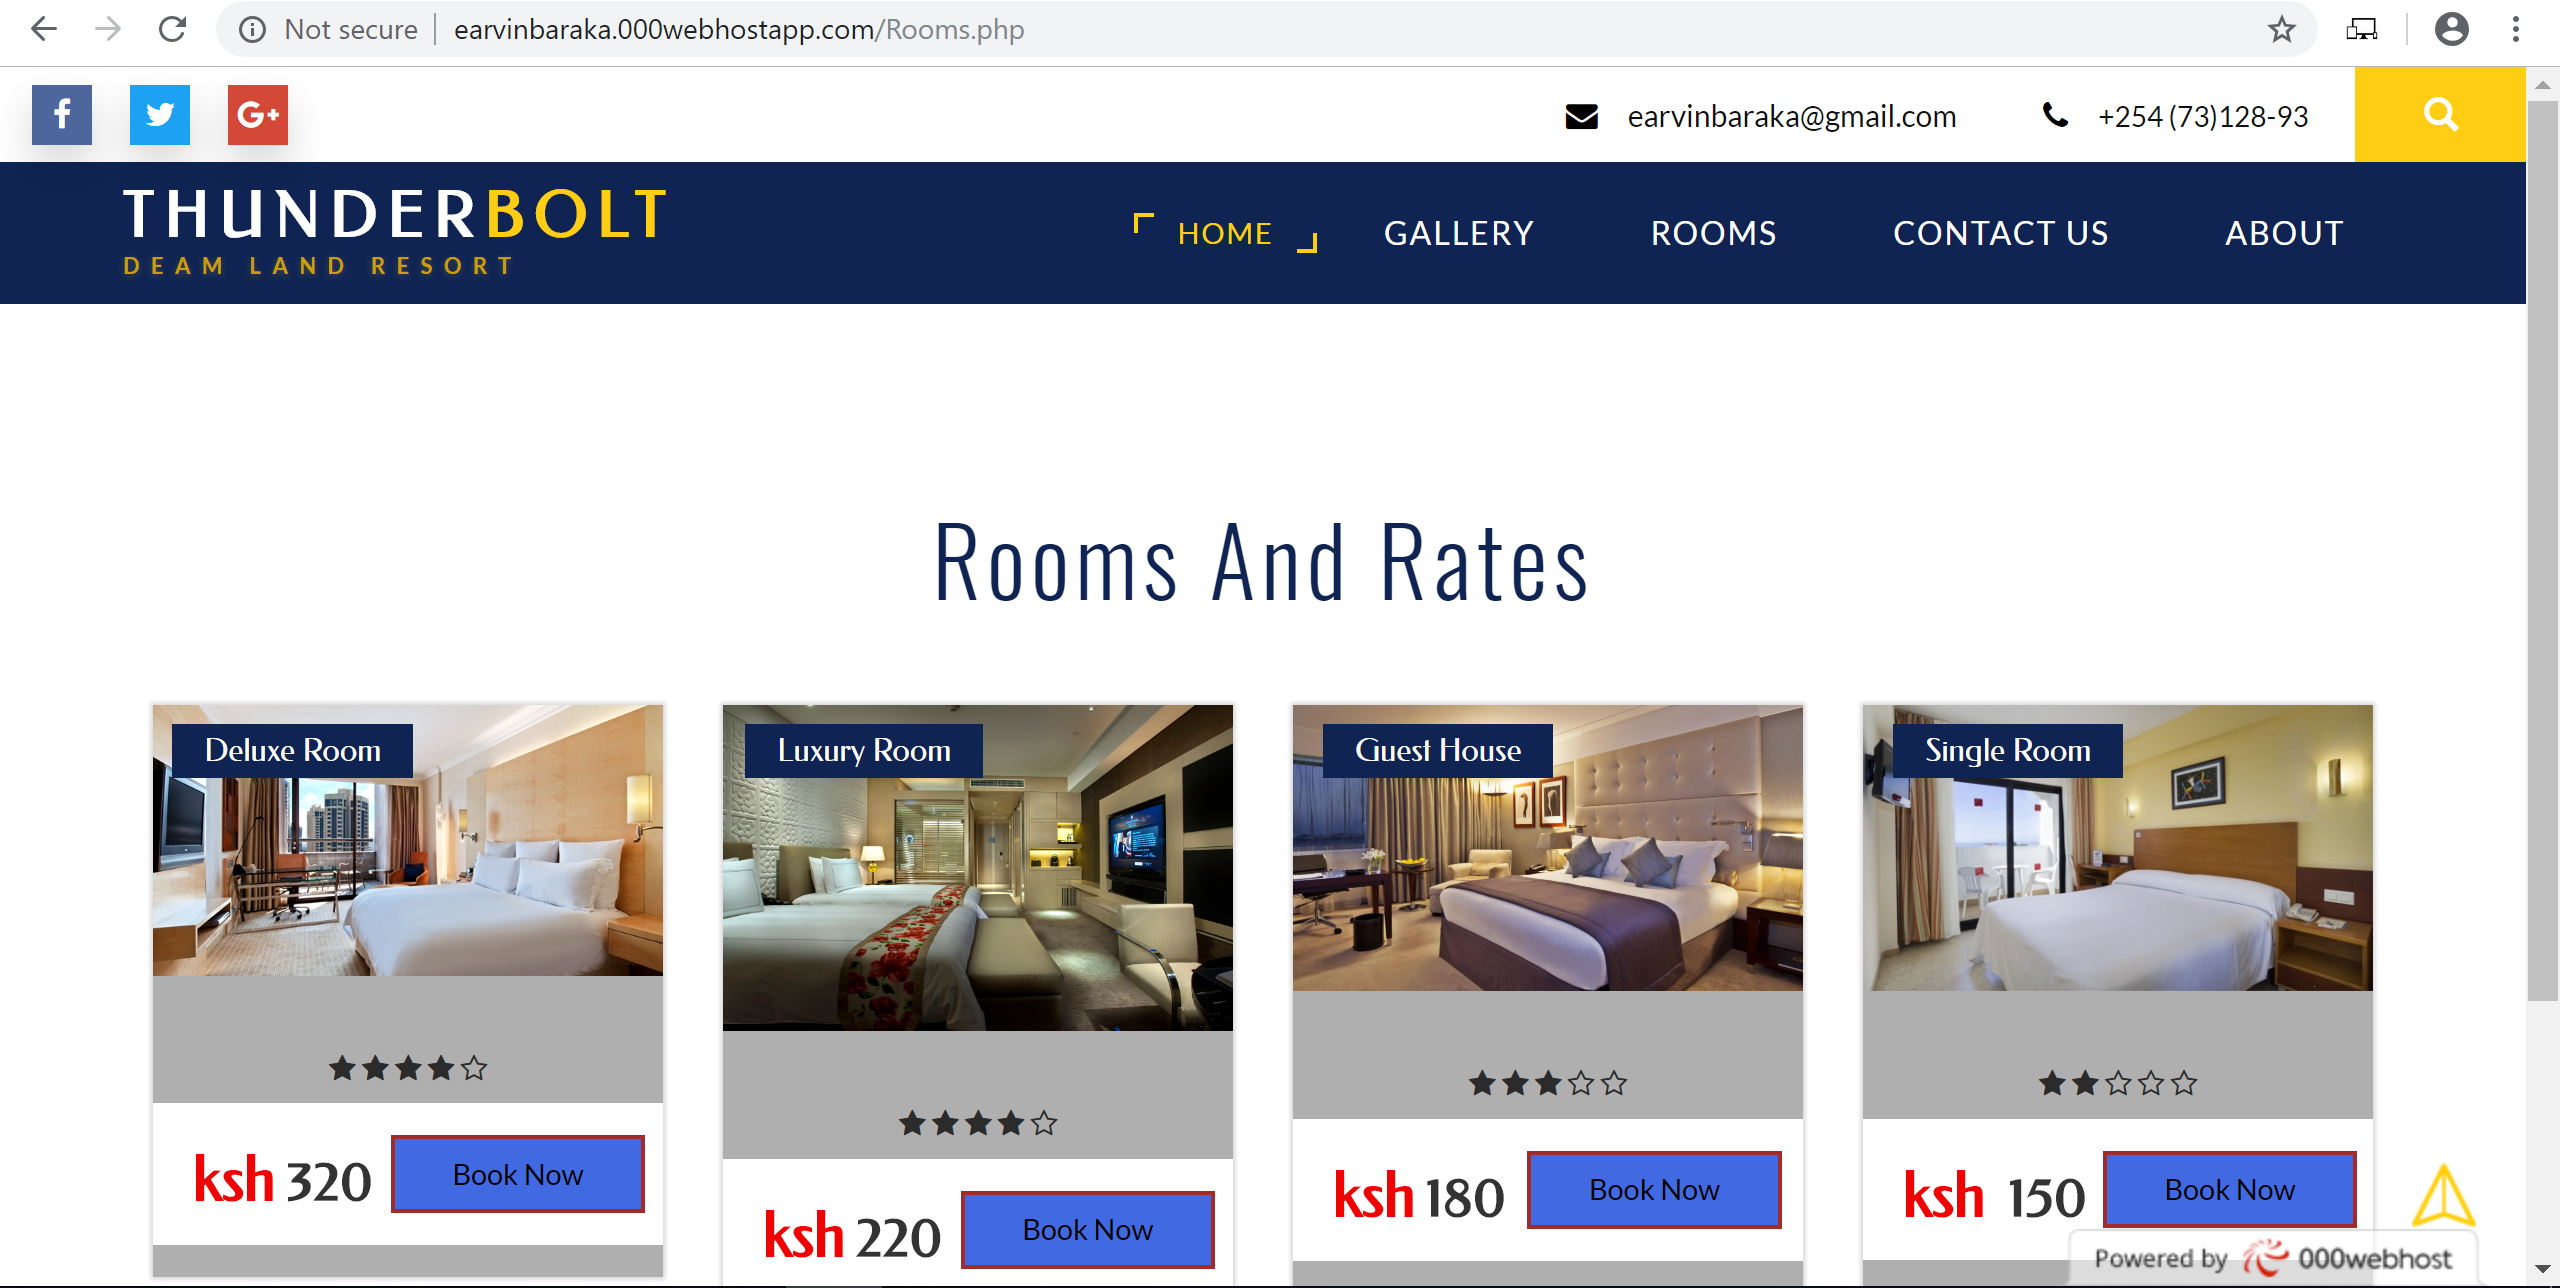 Not secure | earvinbaraka.000webhostapp.com/Rooms.php
earvinbaraka@gmail.com
+254 (73)128-93
THUNDERBOLT
DEAM LAND RESORT
HOME
GALLERY
ROOMS
CONTACT US
ABOUT
Rooms And Rates
Deluxe Room
Luxury Room
Guest House
Single Room
ksh 320
Book Now
ksh 220
Book Now
ksh 180
Book Now
ksh 150
Book Now
Powered by 000webhost